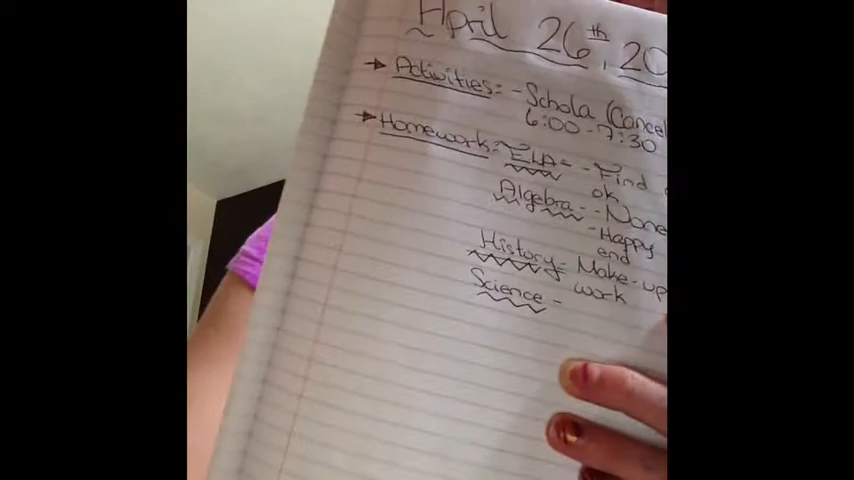 April 26th, 20
→ Activities:- Schola (Cancel
6:00-7:30
→ Homework:- ELA:- Find
ok
Algebra:- None
- Happy
end
History:- Make-up
work
Science -